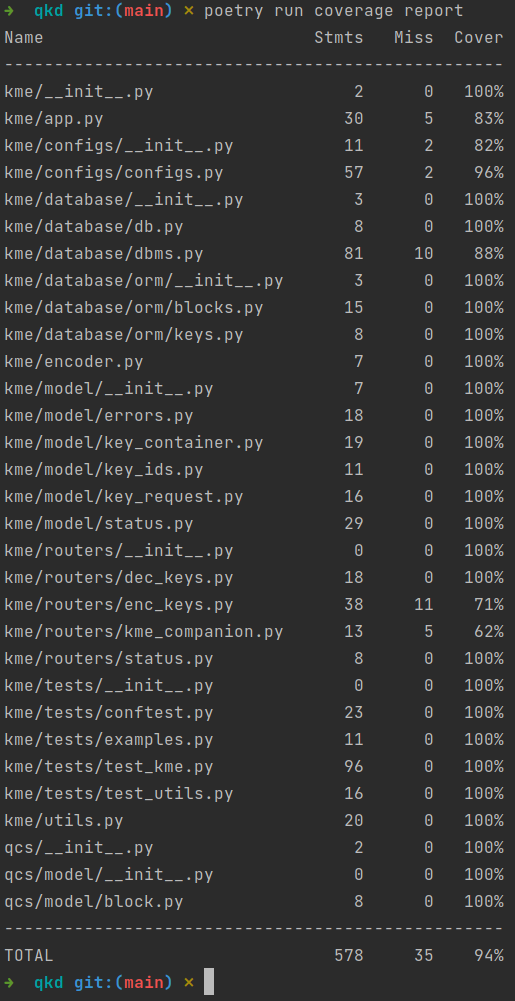 ➜  qkd git:(main) ✗ poetry run coverage report
Name                            Stmts   Miss  Cover
---------------------------------------------------
kme/__init__.py                     2      0   100%
kme/app.py                         30      5    83%
kme/configs/__init__.py            11      2    82%
kme/configs/configs.py             57      2    96%
kme/database/__init__.py            3      0   100%
kme/database/db.py                  8      0   100%
kme/database/dbms.py               81     10    88%
kme/database/orm/__init__.py        3      0   100%
kme/database/orm/blocks.py         15      0   100%
kme/database/orm/keys.py            8      0   100%
kme/encoder.py                      7      0   100%
kme/model/__init__.py               7      0   100%
kme/model/errors.py                18      0   100%
kme/model/key_container.py         19      0   100%
kme/model/key_ids.py               11      0   100%
kme/model/key_request.py           16      0   100%
kme/model/status.py                29      0   100%
kme/routers/__init__.py             0      0   100%
kme/routers/dec_keys.py            18      0   100%
kme/routers/enc_keys.py            38     11    71%
kme/routers/kme_companion.py       13      5    62%
kme/routers/status.py               8      0   100%
kme/tests/__init__.py               0      0   100%
kme/tests/conftest.py              23      0   100%
kme/tests/examples.py              11      0   100%
kme/tests/test_kme.py              96      0   100%
kme/tests/test_utils.py            16      0   100%
kme/utils.py                       20      0   100%
qcs/__init__.py                     2      0   100%
qcs/model/__init__.py               0      0   100%
qcs/model/block.py                  8      0   100%
---------------------------------------------------
TOTAL                             578     35    94%
➜  qkd git:(main) ✗